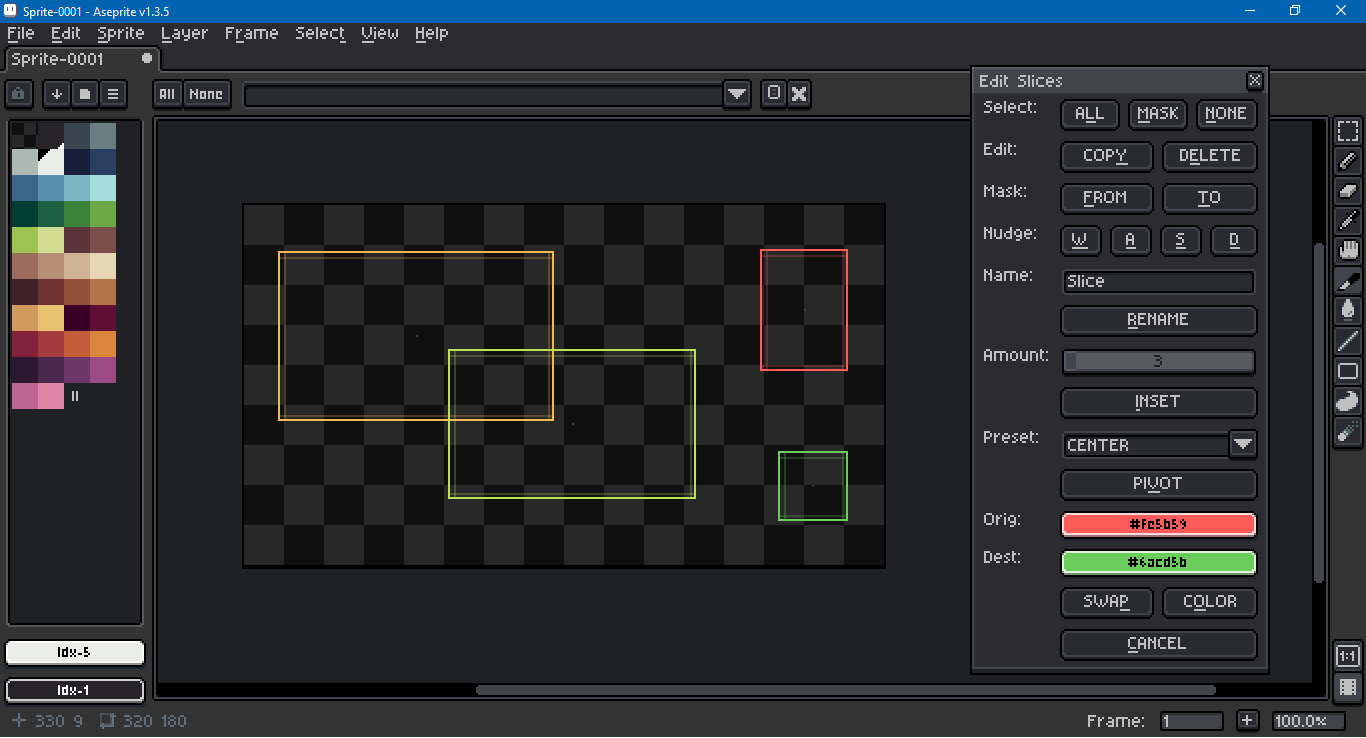 Sprite-0001 - Aseprite v1.3.5
File Edit Sprite Layer Frame Select View Help
Sprite-0001
All None
Edit Slices
Select: ALL MASK NONE
Edit: COPY DELETE
Mask: FROM TO
Nudge: W A S D
Name: Slice
RENAME
Amount: 3
INSET
Preset: CENTER
PIVOT
Orig: #fe5b59
Dest: #6acd5b
SWAP COLOR
CANCEL
Idx-5
Idx-1
1:1
330 9 320 180
Frame: 1 + 100.0%